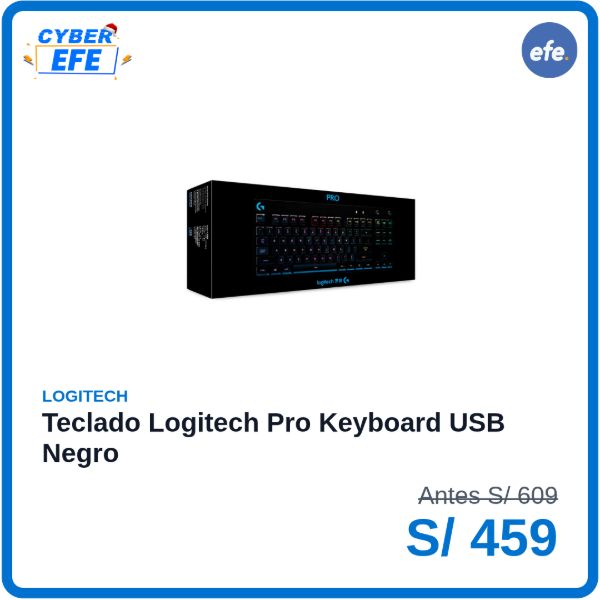 CYBER
EFE
efe.
PRO
logitech G
LOGITECH
Teclado Logitech Pro Keyboard USB
Negro
Antes S/ 609
S/ 459